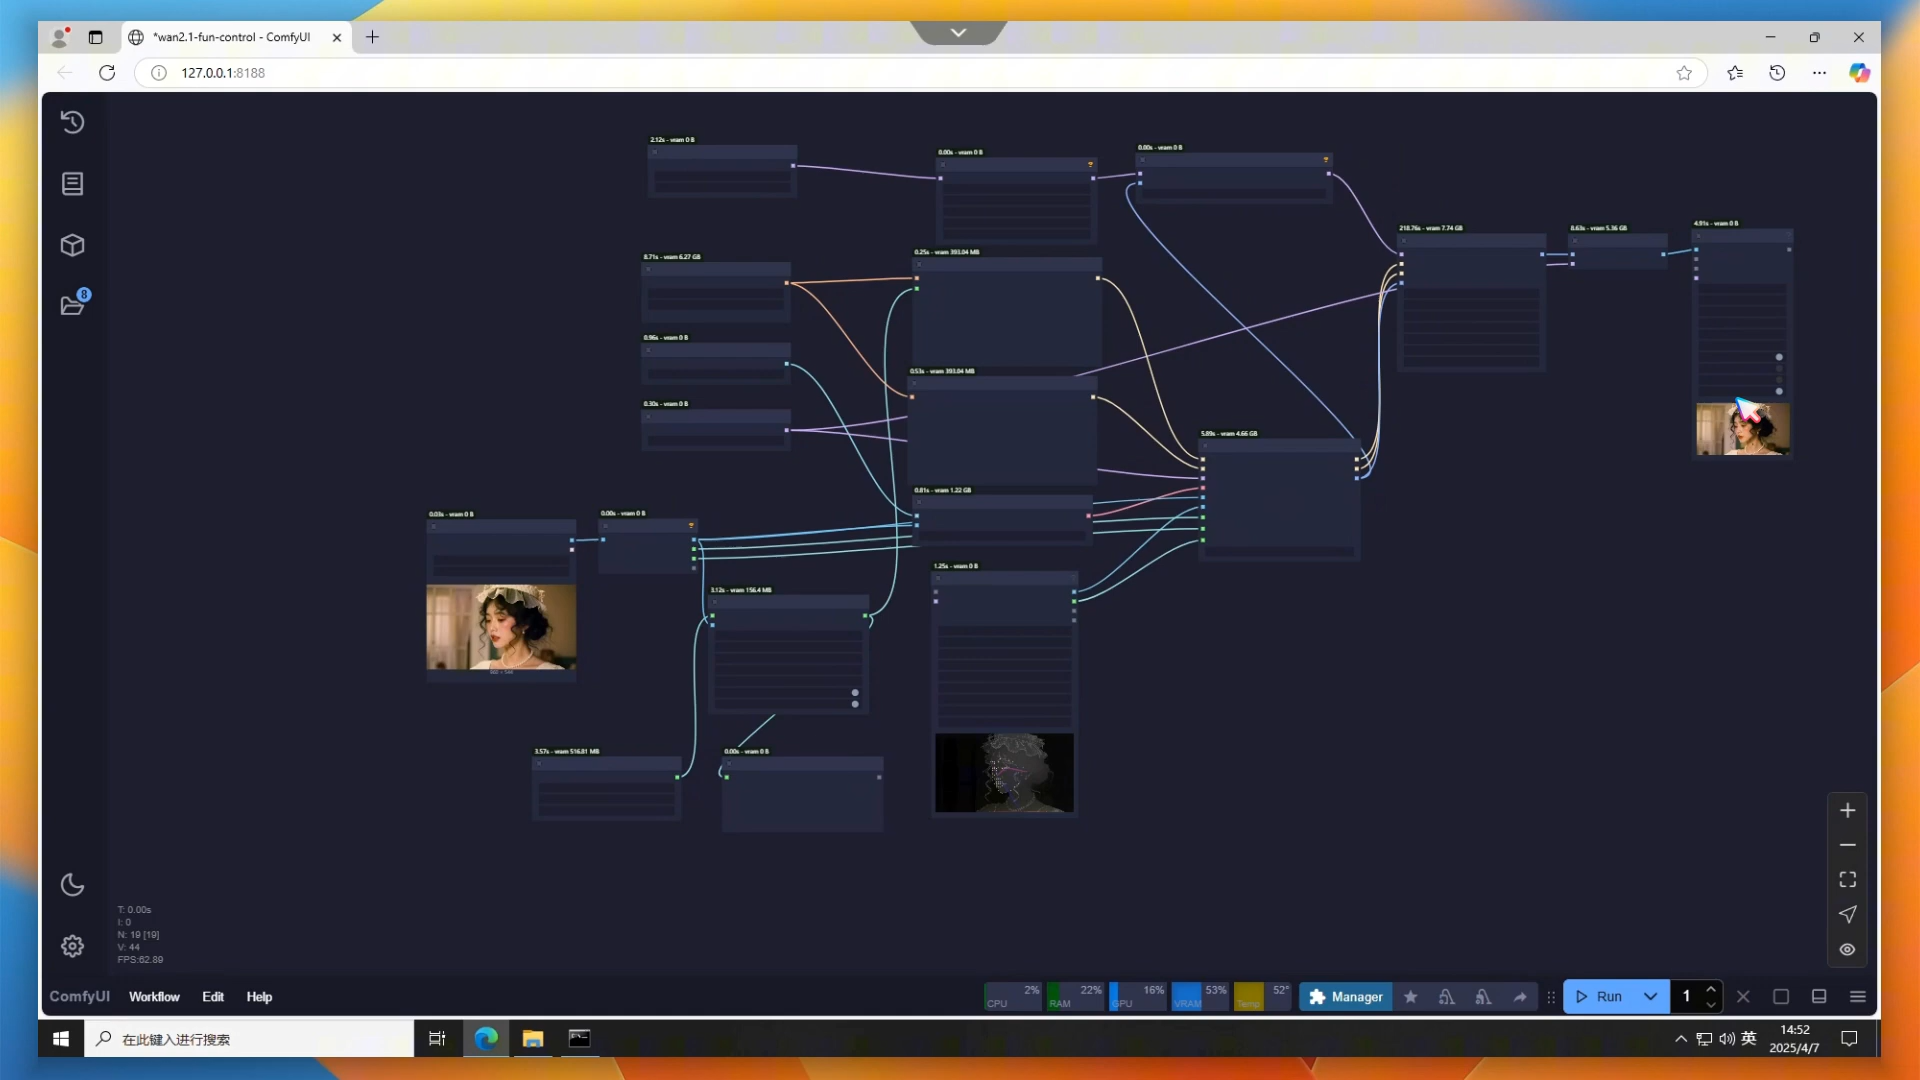 *wan2.1-fun-control - ComfyUI
127.0.0.1:8188
2.12s - vram 0 B
0.00s - vram 0 B
0.00s - vram 0 B
218.76s - vram 7.74 GB
8.63s - vram 5.36 GB
4.91s - vram 0 B
8.71s - vram 6.27 GB
0.25s - vram 393.04 MB
0.96s - vram 0 B
0.53s - vram 393.04 MB
0.30s - vram 0 B
5.89s - vram 4.66 GB
0.81s - vram 1.22 GB
0.03s - vram 0 B
0.00s - vram 0 B
1.25s - vram 0 B
3.12s - vram 156.4 MB
3.57s - vram 516.81 MB
0.00s - vram 0 B
8
T: 0.00s
I: 0
N: 19 [19]
V: 44
FPS:62.89
ComfyUI
Workflow
Edit
Help
CPU 2%
RAM 22%
GPU 16%
VRAM 53%
Temp 52°
Manager
Run
1
在此键入进行搜索
英
14:52
2025/4/7